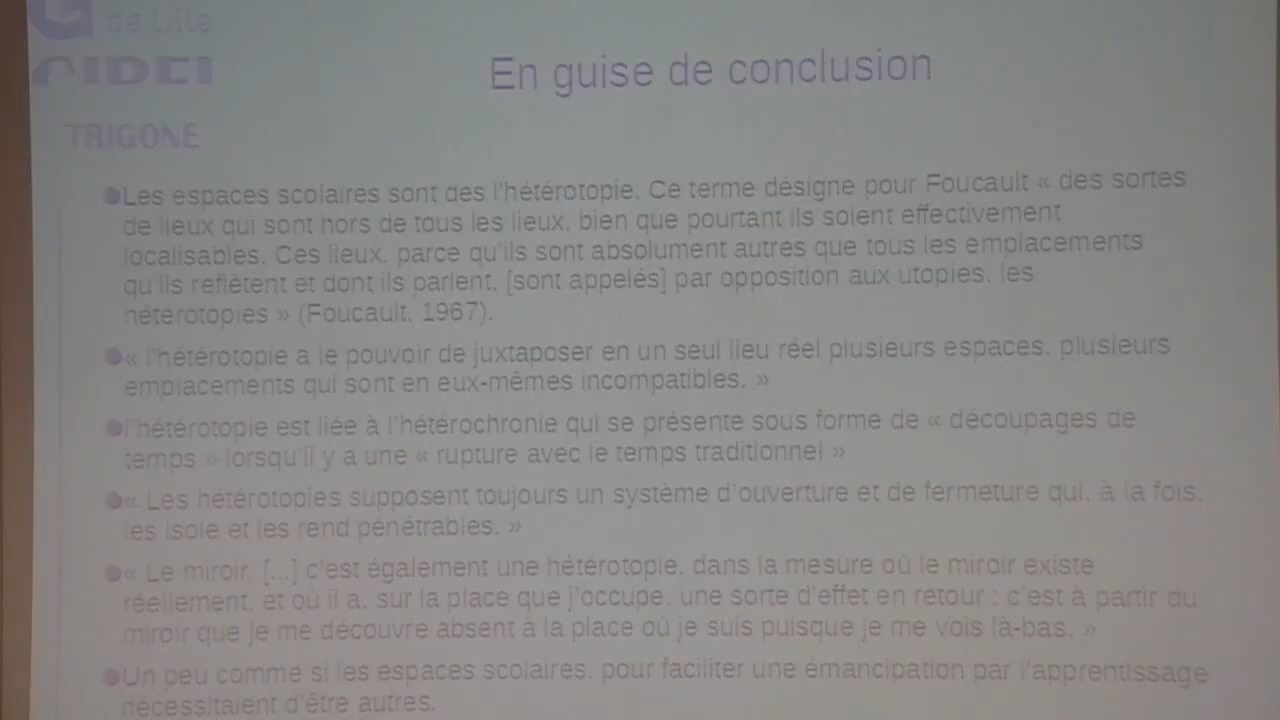 de Lille
CIREL
TRIGONE
En guise de conclusion
●Les espaces scolaires sont des l'hétérotopie. Ce terme désigne pour Foucault « des sortes
de lieux qui sont hors de tous les lieux, bien que pourtant ils soient effectivement
localisables. Ces lieux, parce qu'ils sont absolument autres que tous les emplacements
qu'ils reflètent et dont ils parlent, [sont appelés] par opposition aux utopies, les
hétérotopies » (Foucault, 1967).
●« l'hétérotopie a le pouvoir de juxtaposer en un seul lieu réel plusieurs espaces, plusieurs
emplacements qui sont en eux-mêmes incompatibles. »
●l'hétérotopie est liée à l'hétérochronie qui se présente sous forme de « découpages de
temps » lorsqu'il y a une « rupture avec le temps traditionnel »
●« Les hétérotopies supposent toujours un système d'ouverture et de fermeture qui, à la fois,
les isole et les rend pénétrables. »
●« Le miroir, [...] c'est également une hétérotopie, dans la mesure où le miroir existe
réellement, et où il a, sur la place que j'occupe, une sorte d'effet en retour : c'est à partir du
miroir que je me découvre absent à la place où je suis puisque je me vois là-bas. »
●Un peu comme si les espaces scolaires, pour faciliter une émancipation par l'apprentissage
nécessitaient d'être autres.